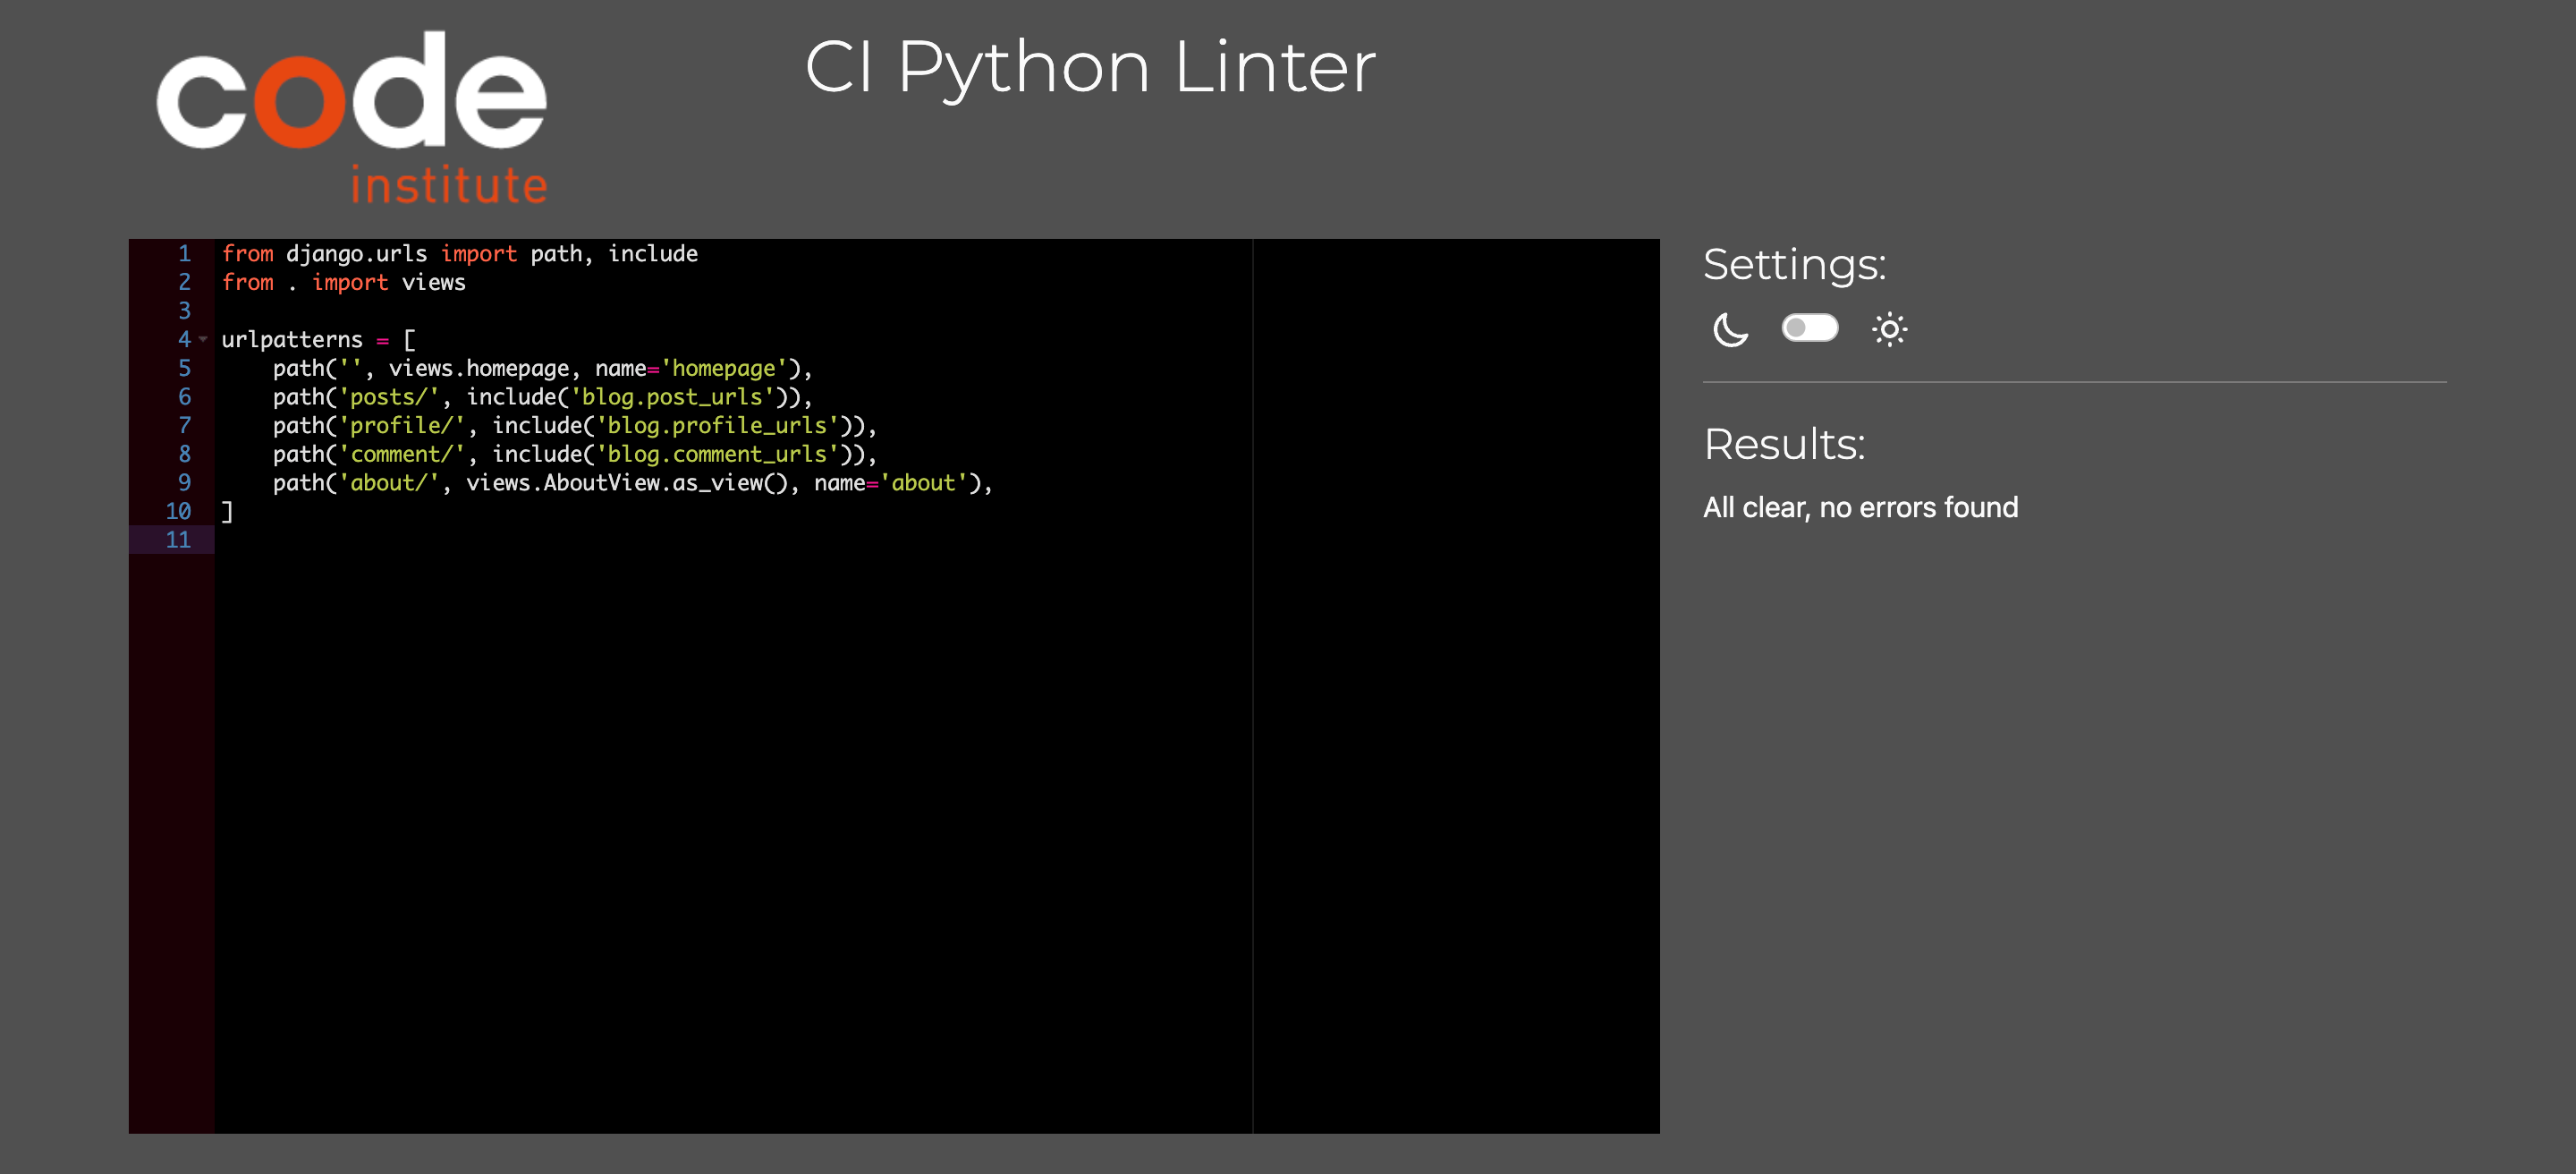 code
institute
CI Python Linter
1 from django.urls import path, include
2 from . import views
3
4 urlpatterns = [
5     path('', views.homepage, name='homepage'),
6     path('posts/', include('blog.post_urls')),
7     path('profile/', include('blog.profile_urls')),
8     path('comment/', include('blog.comment_urls')),
9     path('about/', views.AboutView.as_view(), name='about'),
10 ]
11
Settings:
Results:
All clear, no errors found